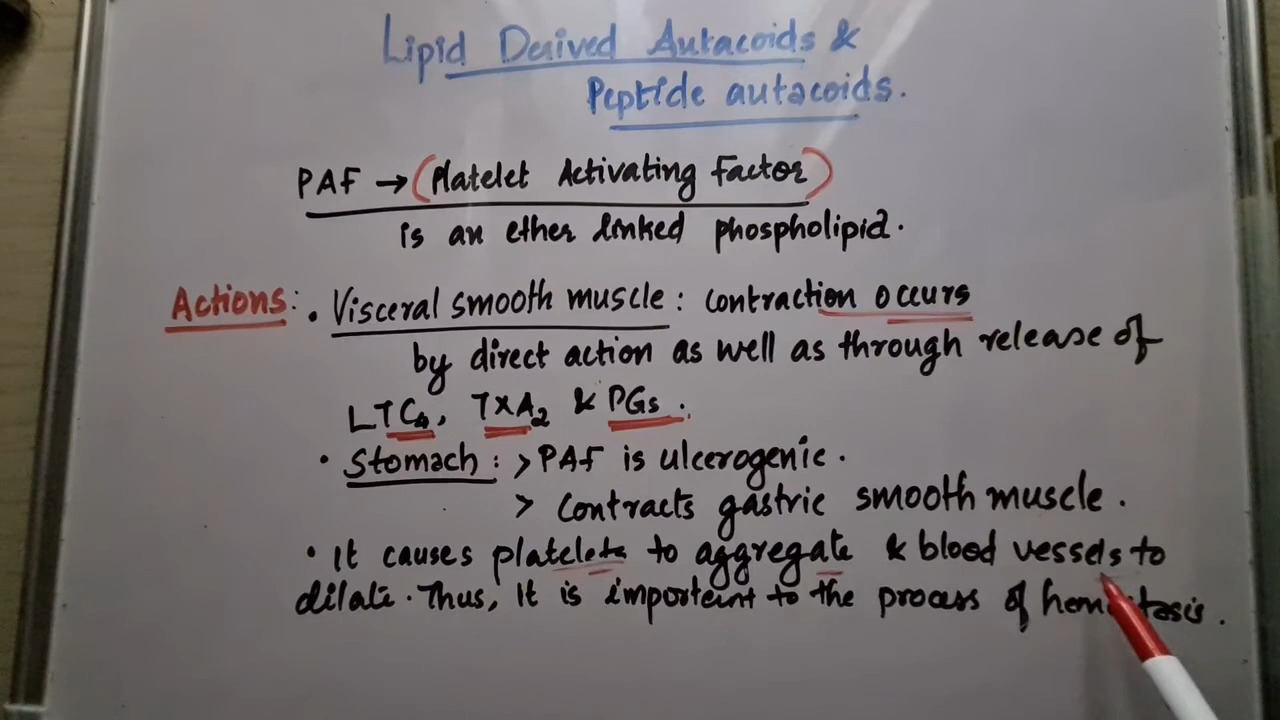 Lipid Derived Autacoids &
Peptide autacoids.
PAF → (Platelet Activating Factor)
is an ether linked phospholipid.
Actions: • Visceral smooth muscle: contraction occurs
by direct action as well as through release of
LTC4, TXA2 & PGs.
• Stomach: > PAF is ulcerogenic.
> Contracts gastric smooth muscle.
• It causes platelets to aggregate & blood vessels to
dilate. Thus, It is important to the process of